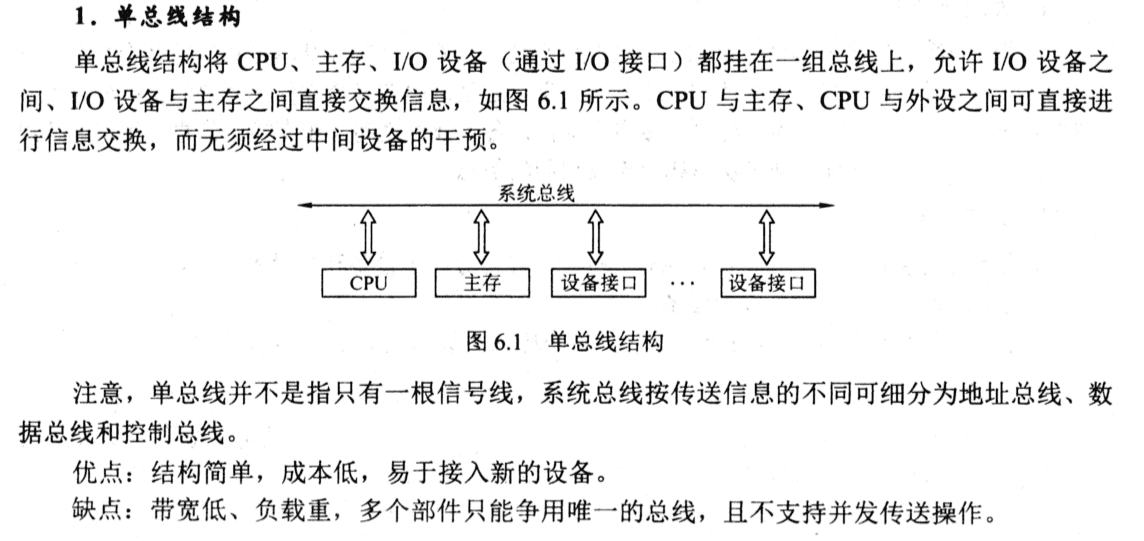 1．单总线结构
单总线结构将 CPU、主存、I/O 设备（通过 I/O 接口）都挂在一组总线上，允许 I/O 设备之
间、I/O 设备与主存之间直接交换信息，如图 6.1 所示。CPU 与主存、CPU 与外设之间可直接进
行信息交换，而无须经过中间设备的干预。
系统总线
CPU 主存 设备接口 … 设备接口
图 6.1 单总线结构
注意，单总线并不是指只有一根信号线，系统总线按传送信息的不同可细分为地址总线、数
据总线和控制总线。
优点：结构简单，成本低，易于接入新的设备。
缺点：带宽低、负载重，多个部件只能争用唯一的总线，且不支持并发传送操作。